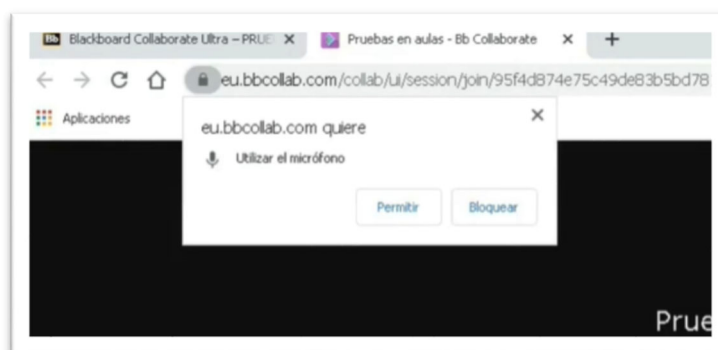 Bb Blackboard Collaborate Ultra – PRUE
Pruebas en aulas - Bb Collaborate
eu.bbcollab.com/collab/ui/session/join/95f4d874e75c49de83b5bd78
Aplicaciones
eu.bbcollab.com quiere
Utilizar el micrófono
Permitir
Bloquear
Prue